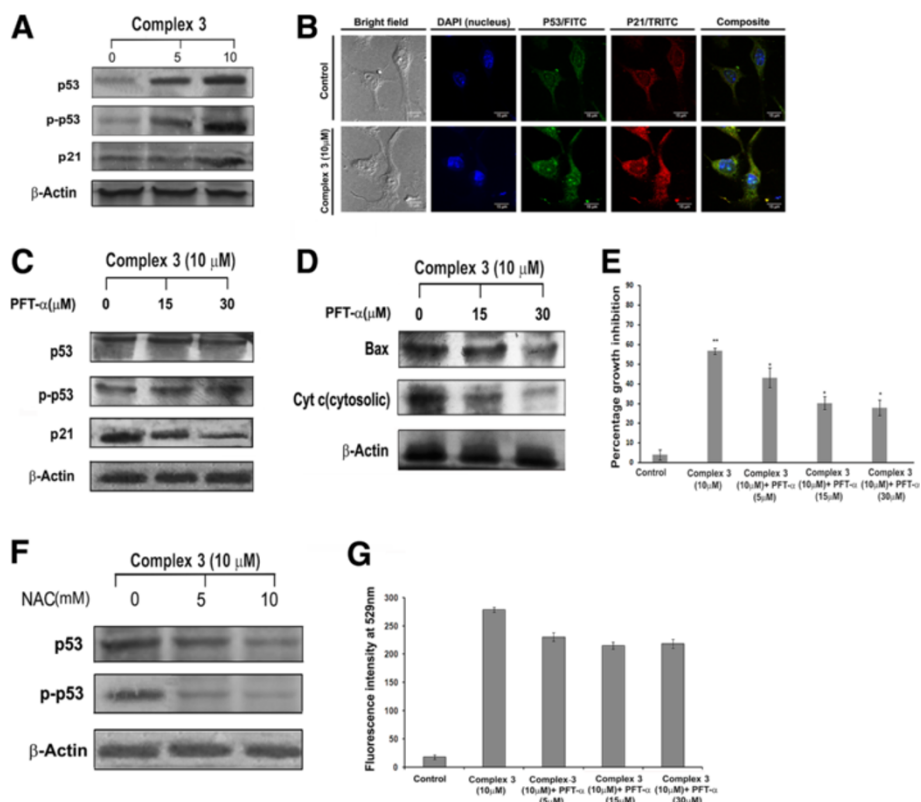 A
Complex 3
0 5 10
p53
p-p53
p21
β-Actin
B
Bright field DAPI (nucleus) P53/FITC P21/TRITC Composite
Control
Complex 3 (10μM)
C
Complex 3 (10 μM)
PFT-α(μM) 0 15 30
p53
p-p53
p21
β-Actin
D
Complex 3 (10 μM)
0 15 30
PFT-α(μM)
Bax
Cyt c(cytosolic)
β-Actin
E
Percentage growth inhibition
90
80
70
60
50
40
30
20
10
0
**
*
*
*
Control
Complex 3
(10μM)
Complex 3
(10μM)+ PFT-α
(5μM)
Complex 3
(10μM)+ PFT-α
(15μM)
Complex 3
(10μM)+ PFT-α
(30μM)
F
Complex 3 (10 μM)
NAC(mM) 0 5 10
p53
p-p53
β-Actin
G
Fluorescence intensity at 529nm
300
250
200
150
100
50
0
Control
Complex 3
(10μM)
Complex 3
(10μM)+ PFT-α
(5μM)
Complex 3
(10μM)+ PFT-α
(15μM)
Complex 3
(10μM)+ PFT-α
(30μM)